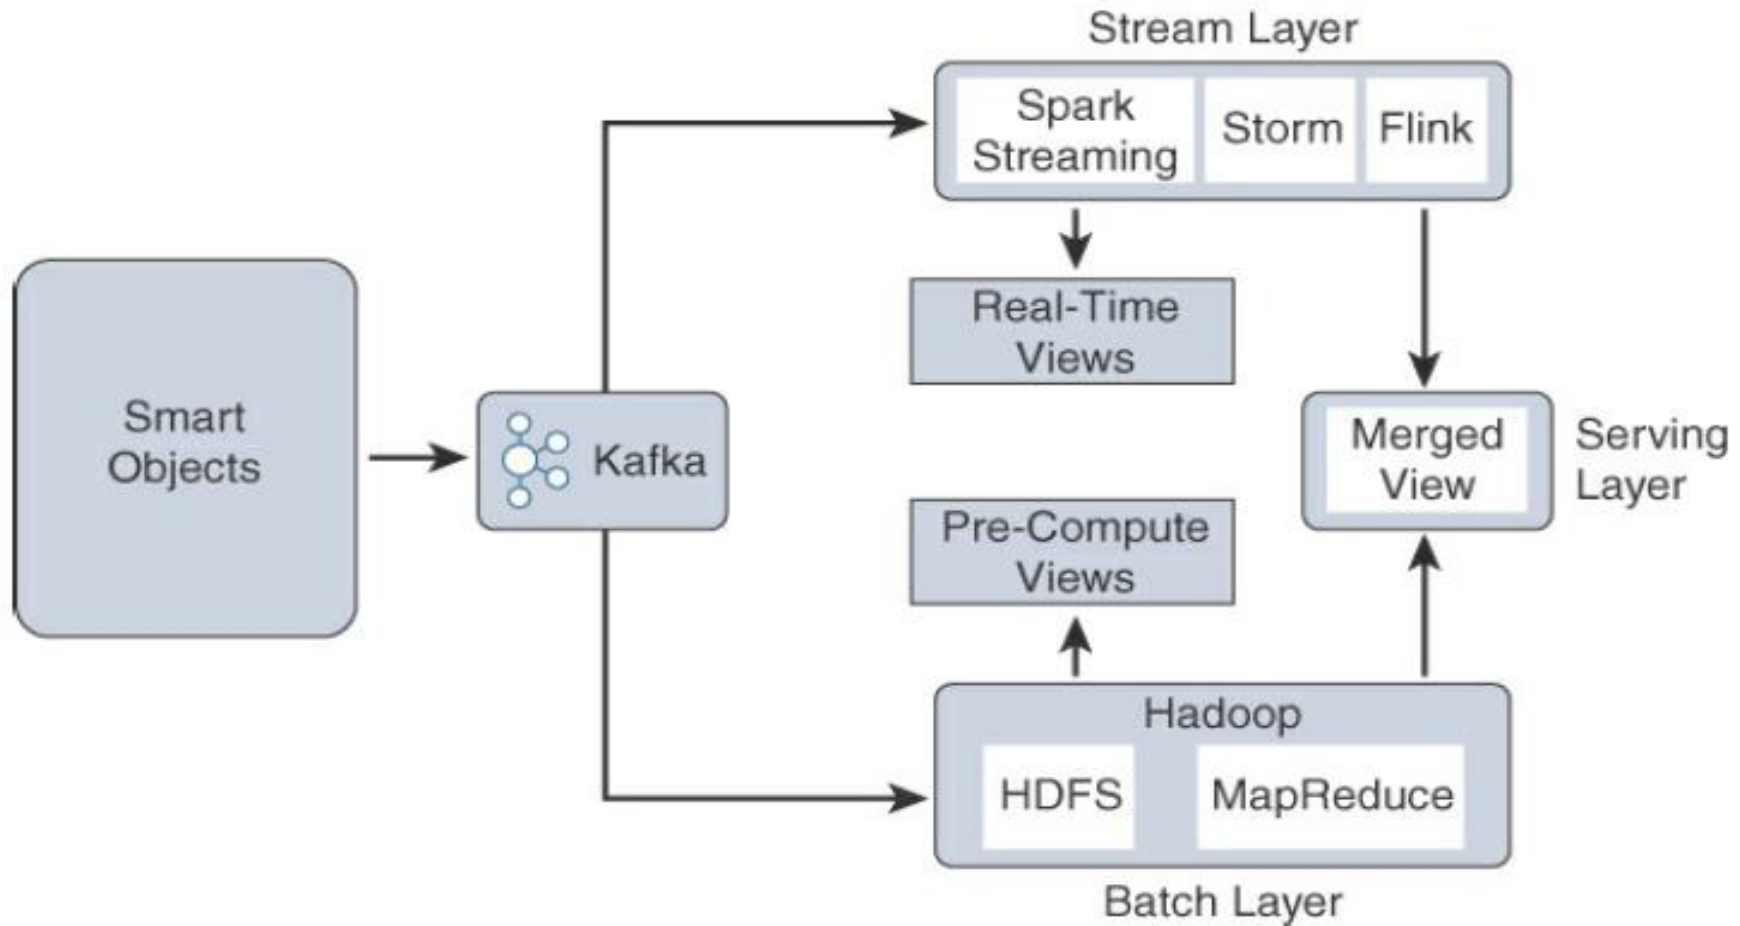 Stream Layer
Spark
Streaming
Storm
Flink
Real-Time
Views
Smart
Objects
Kafka
Merged
View
Serving
Layer
Pre-Compute
Views
Hadoop
HDFS
MapReduce
Batch Layer